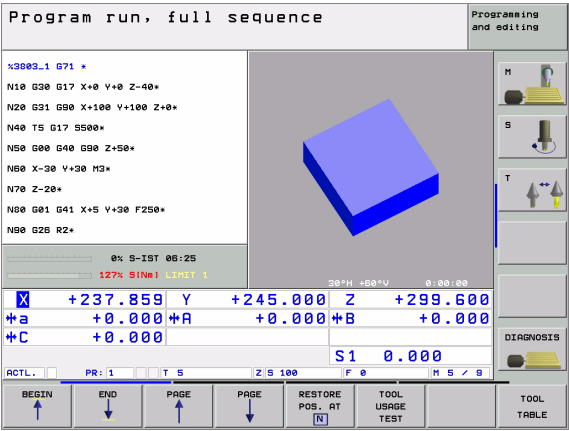 Program run, full sequence
Programming
and editing
%3803_1 G71 *
N10 G30 G17 X+0 Y+0 Z-40*
N20 G31 G90 X+100 Y+100 Z+0*
N40 T5 G17 S500*
N50 G00 G40 G90 Z+50*
N60 X-30 Y+30 M3*
N70 Z-20*
N80 G01 G41 X+5 Y+30 F250*
N90 G26 R2*
M
S
T
0% S-IST 06:25
127% S[Nm] LIMIT 1
30°H +60°V 0:00:00
X +237.859 Y +245.000 Z +299.600
a +0.000 A +0.000 B +0.000
C +0.000
S1 0.000
DIAGNOSIS
ACTL. PR: 1 T 5 Z S 100 F 0 M 5 / 9
BEGIN
END
PAGE
PAGE
RESTORE
POS. AT
N
TOOL
USAGE
TEST
TOOL
TABLE